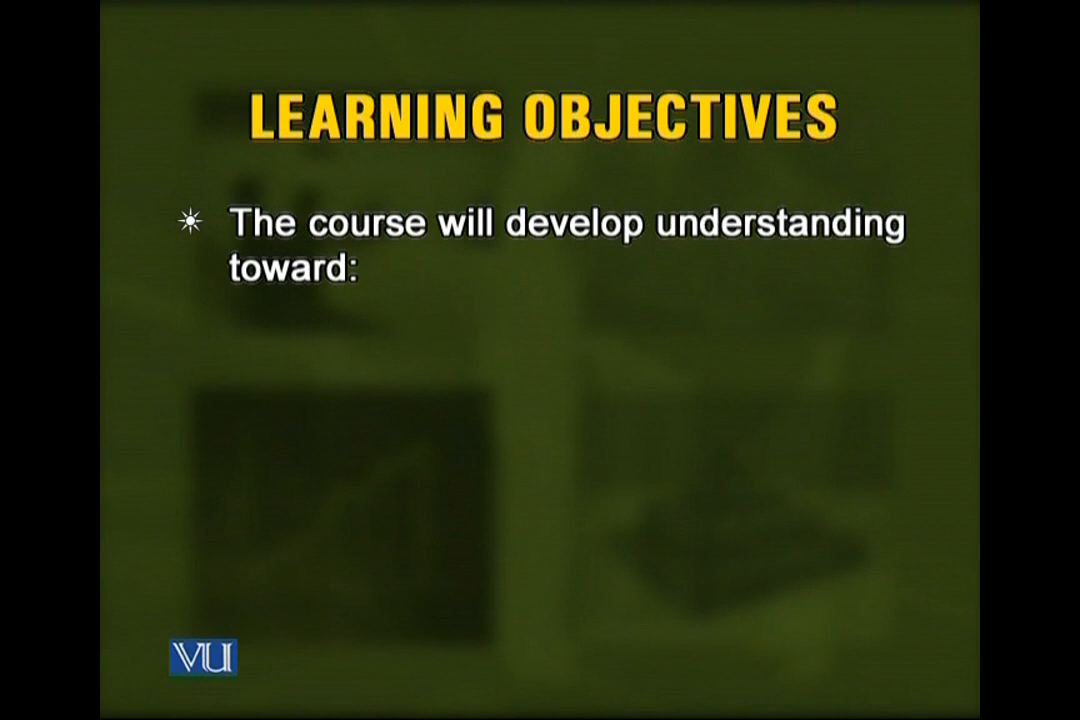 LEARNING OBJECTIVES
The course will develop understanding
toward:
VU